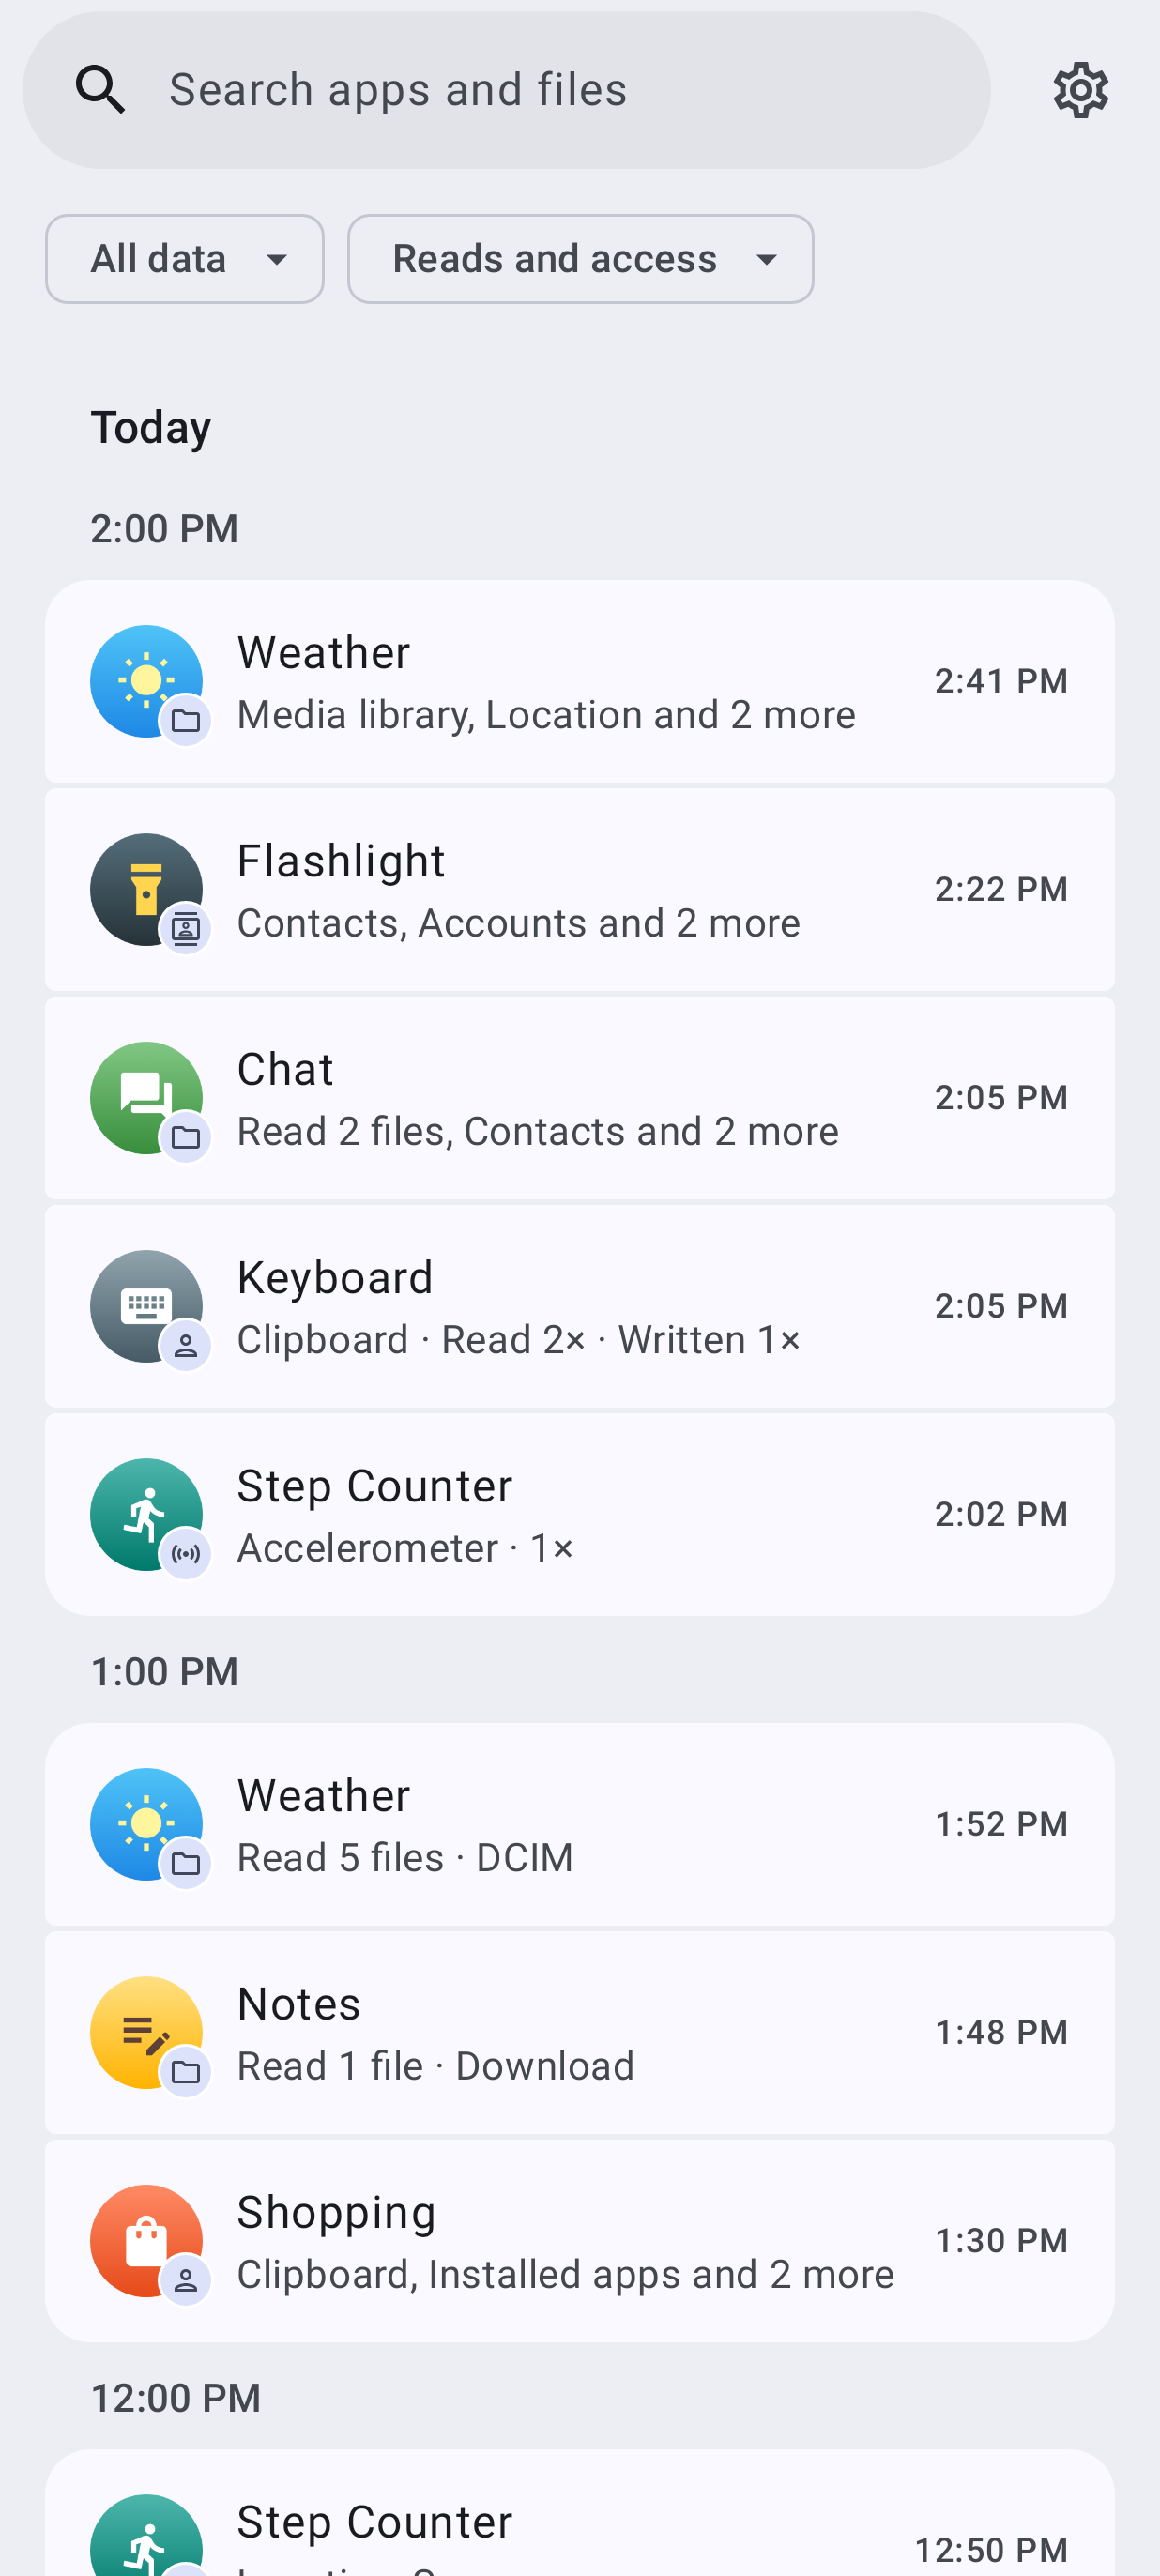 Search apps and files
All data
Reads and access
Today
2:00 PM
Weather
Media library, Location and 2 more
2:41 PM
Flashlight
Contacts, Accounts and 2 more
2:22 PM
Chat
Read 2 files, Contacts and 2 more
2:05 PM
Keyboard
Clipboard · Read 2× · Written 1×
2:05 PM
Step Counter
Accelerometer · 1×
2:02 PM
1:00 PM
Weather
Read 5 files · DCIM
1:52 PM
Notes
Read 1 file · Download
1:48 PM
Shopping
Clipboard, Installed apps and 2 more
1:30 PM
12:00 PM
Step Counter
12:50 PM